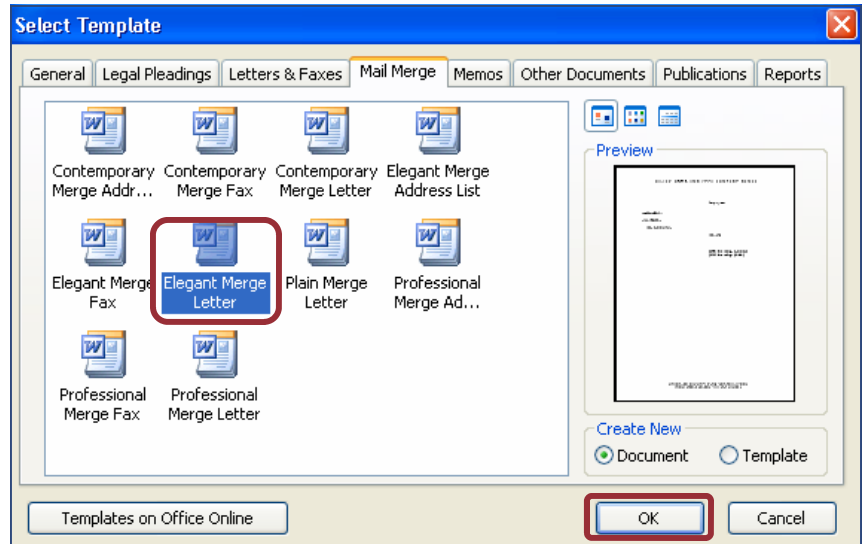 Select Template
General Legal Pleadings Letters & Faxes Mail Merge Memos Other Documents Publications Reports
Contemporary Merge Addr...
Contemporary Merge Fax
Contemporary Merge Letter
Elegant Merge Address List
Elegant Merge Fax
Elegant Merge Letter
Plain Merge Letter
Professional Merge Ad...
Professional Merge Fax
Professional Merge Letter
Preview
Create New
Document Template
Templates on Office Online
OK Cancel